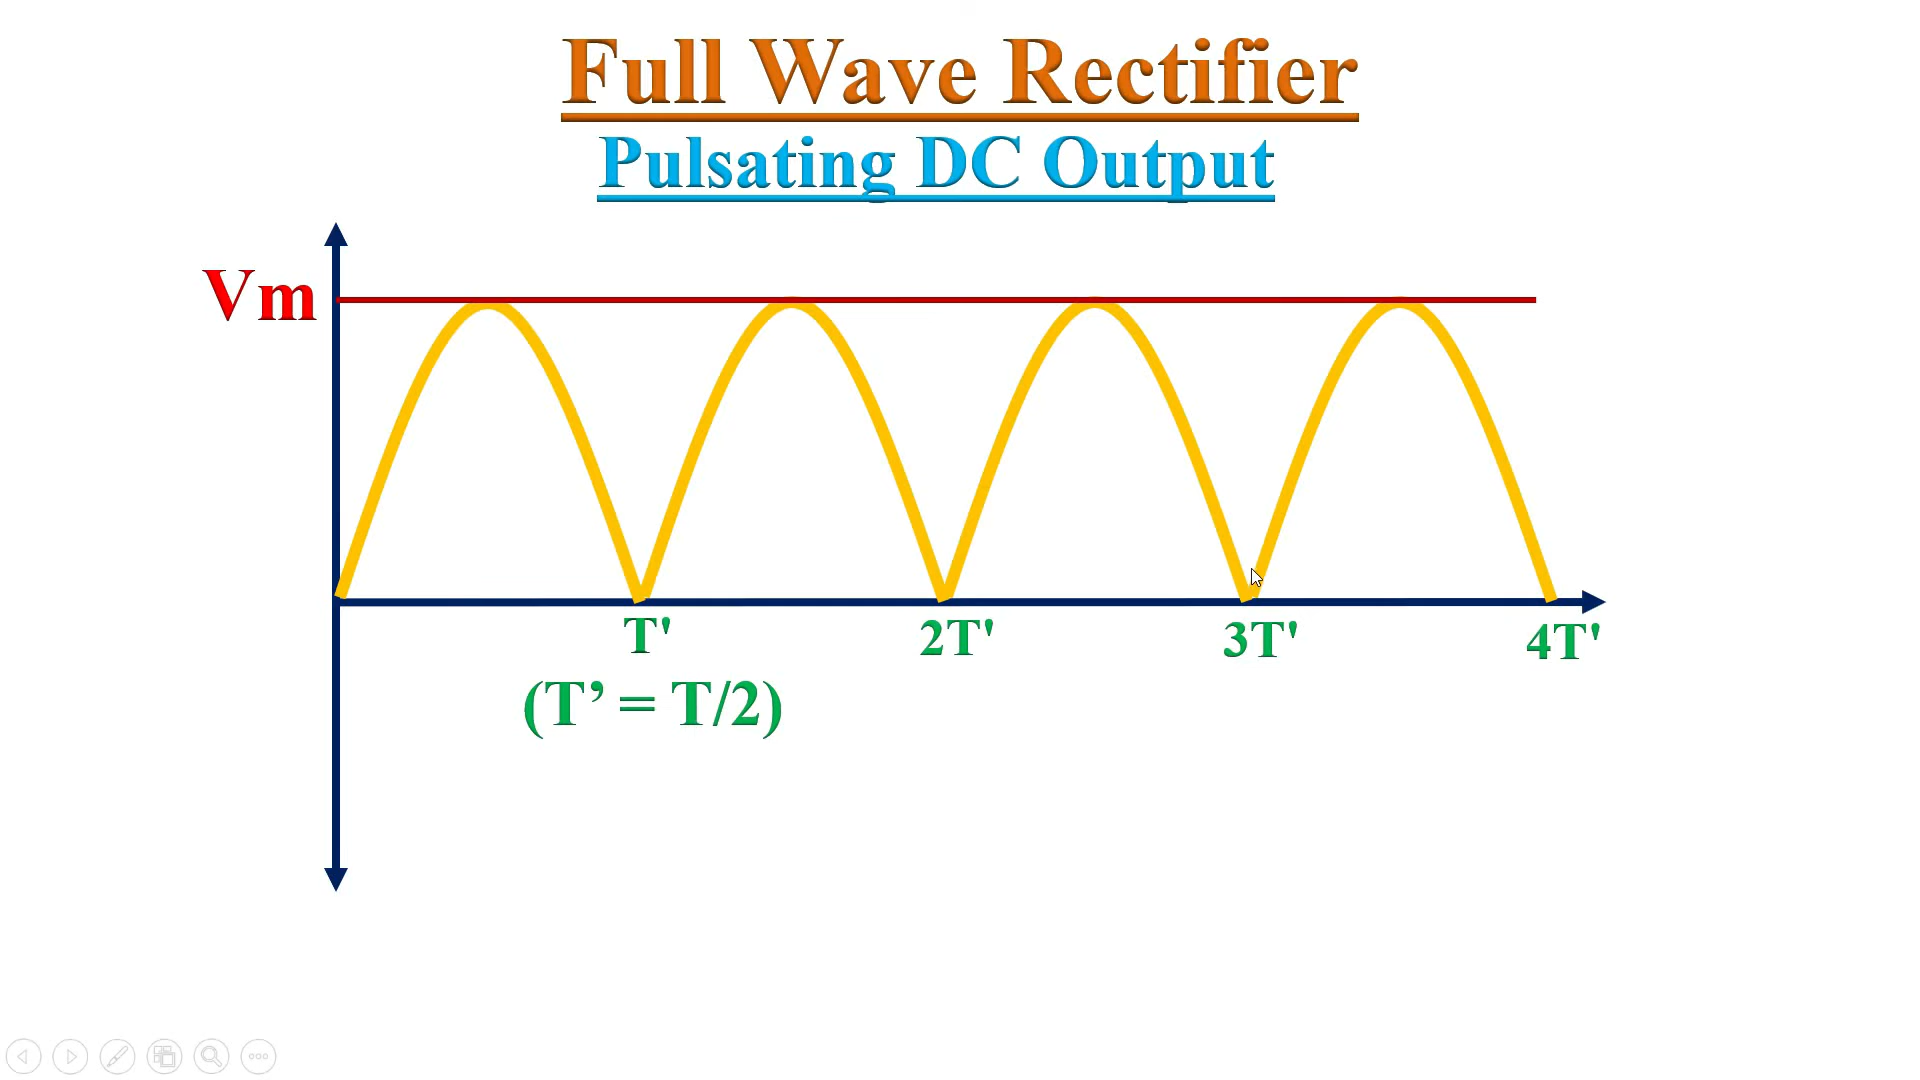 Full Wave Rectifier
Pulsating DC Output
Vm
T' 2T' 3T' 4T'
(T’ = T/2)